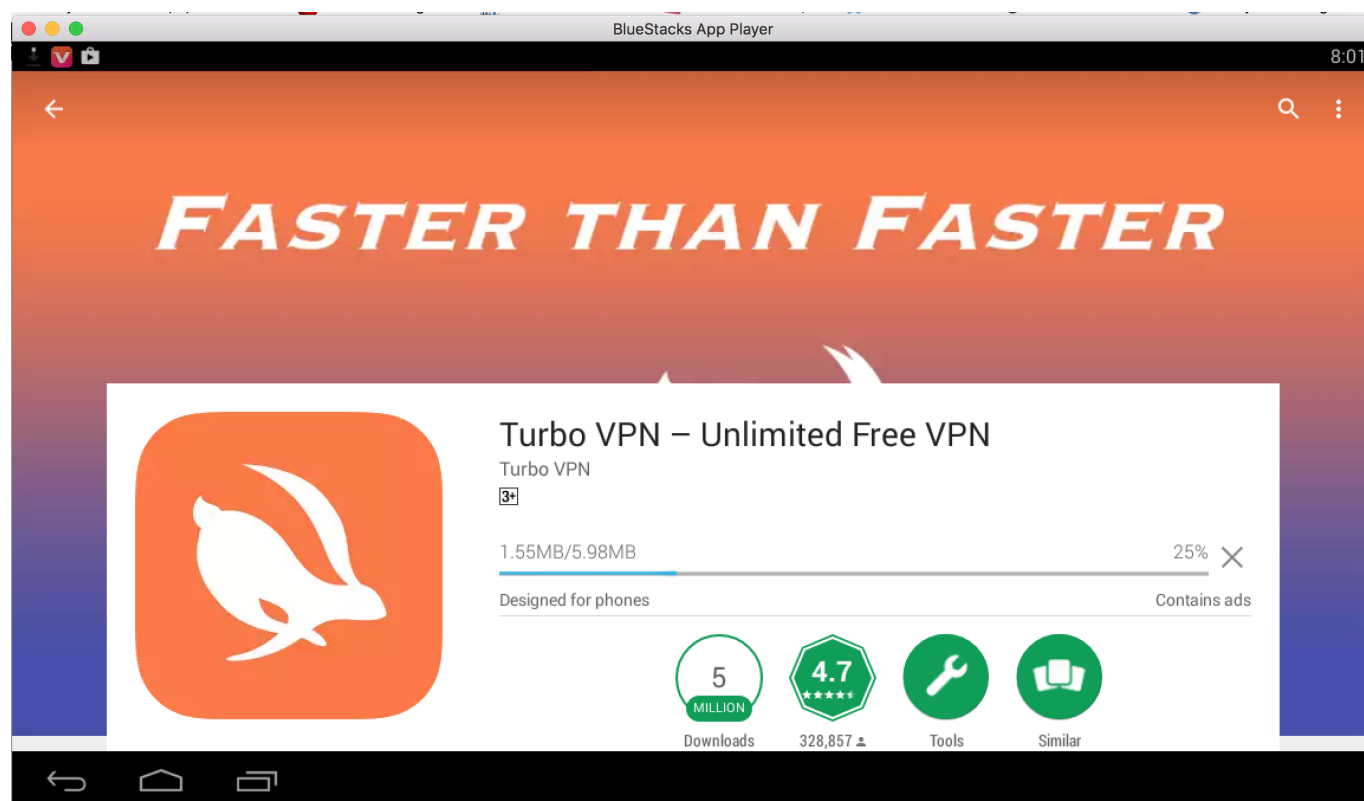 BlueStacks App Player
8:01
FASTER THAN FASTER
Turbo VPN – Unlimited Free VPN
Turbo VPN
3+
1.55MB/5.98MB 25%
Designed for phones Contains ads
5 MILLION
4.7
Downloads 328,857 Tools Similar